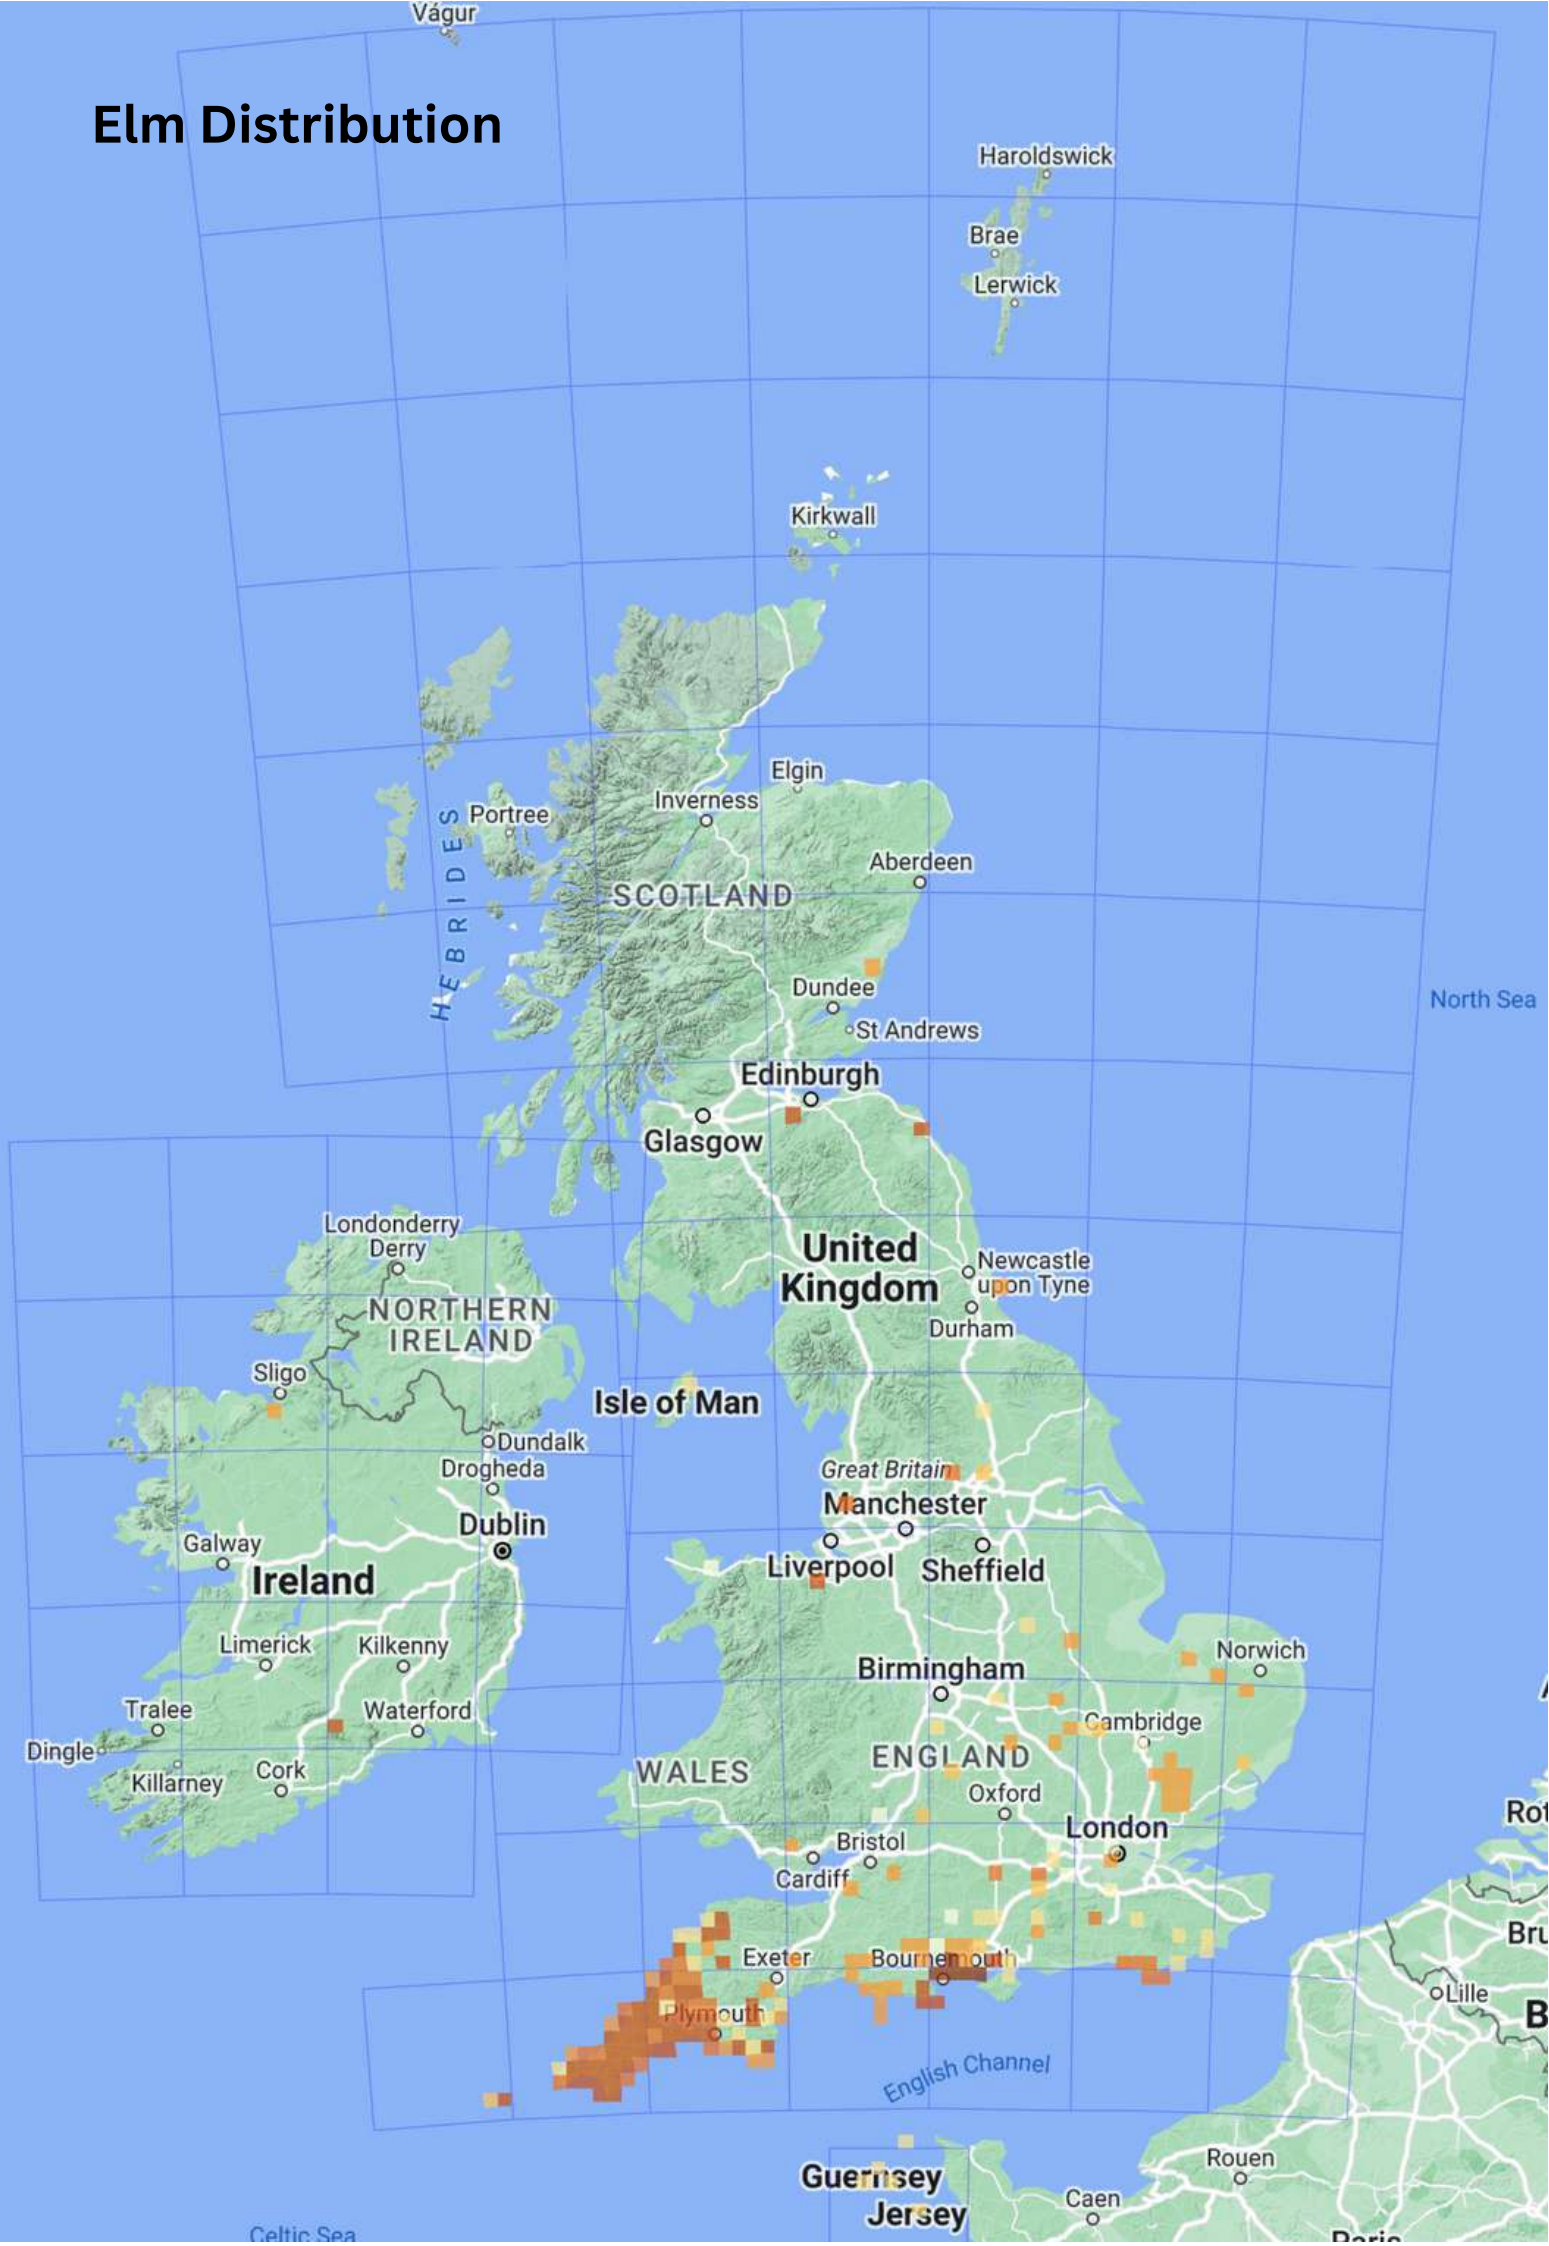 Vágur
Elm Distribution
Haroldswick
Brae
Lerwick
Kirkwall
Elgin
Inverness
Portree
HEBRIDES
Aberdeen
SCOTLAND
Dundee
North Sea
St Andrews
Edinburgh
Glasgow
Londonderry
Derry
United
Kingdom
Newcastle
upon Tyne
NORTHERN
IRELAND
Durham
Sligo
Isle of Man
Dundalk
Drogheda
Great Britain
Manchester
Dublin
Galway
Liverpool
Sheffield
Ireland
Limerick
Kilkenny
Norwich
Birmingham
Tralee
Waterford
Cambridge
Dingle
ENGLAND
WALES
Killarney
Cork
Oxford
Rot
London
Bristol
Cardiff
Bru
Exeter
Bournemouth
Lille
Plymouth
B
English Channel
Guernsey
Rouen
Jersey
Caen
Celtic Sea
Paris